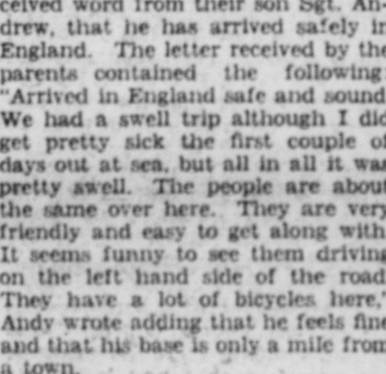 ceived word from their son Sgt. An-
drew, that he has arrived safely in
England. The letter received by the
parents contained the following:
"Arrived in England safe and sound.
We had a swell trip although I did
get pretty sick the first couple of
days out at sea, but all in all it was
pretty swell. The people are about
the same over here. They are very
friendly and easy to get along with.
It seems funny to see them driving
on the left hand side of the road.
They have a lot of bicycles here,"
Andy wrote adding that he feels fine
and that his base is only a mile from
a town.